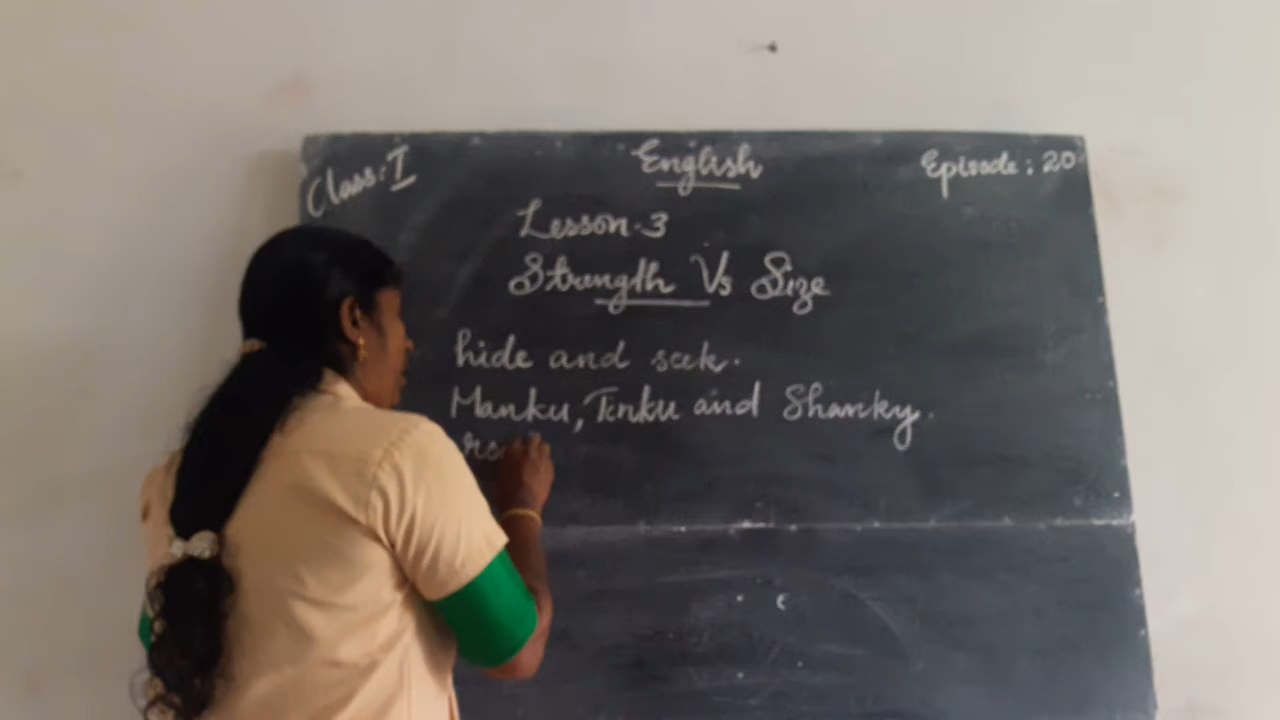 Class: I English Episode: 20
Lesson.3
Strength Vs Size
hide and seek.
Manku, Tinku and Shanky.